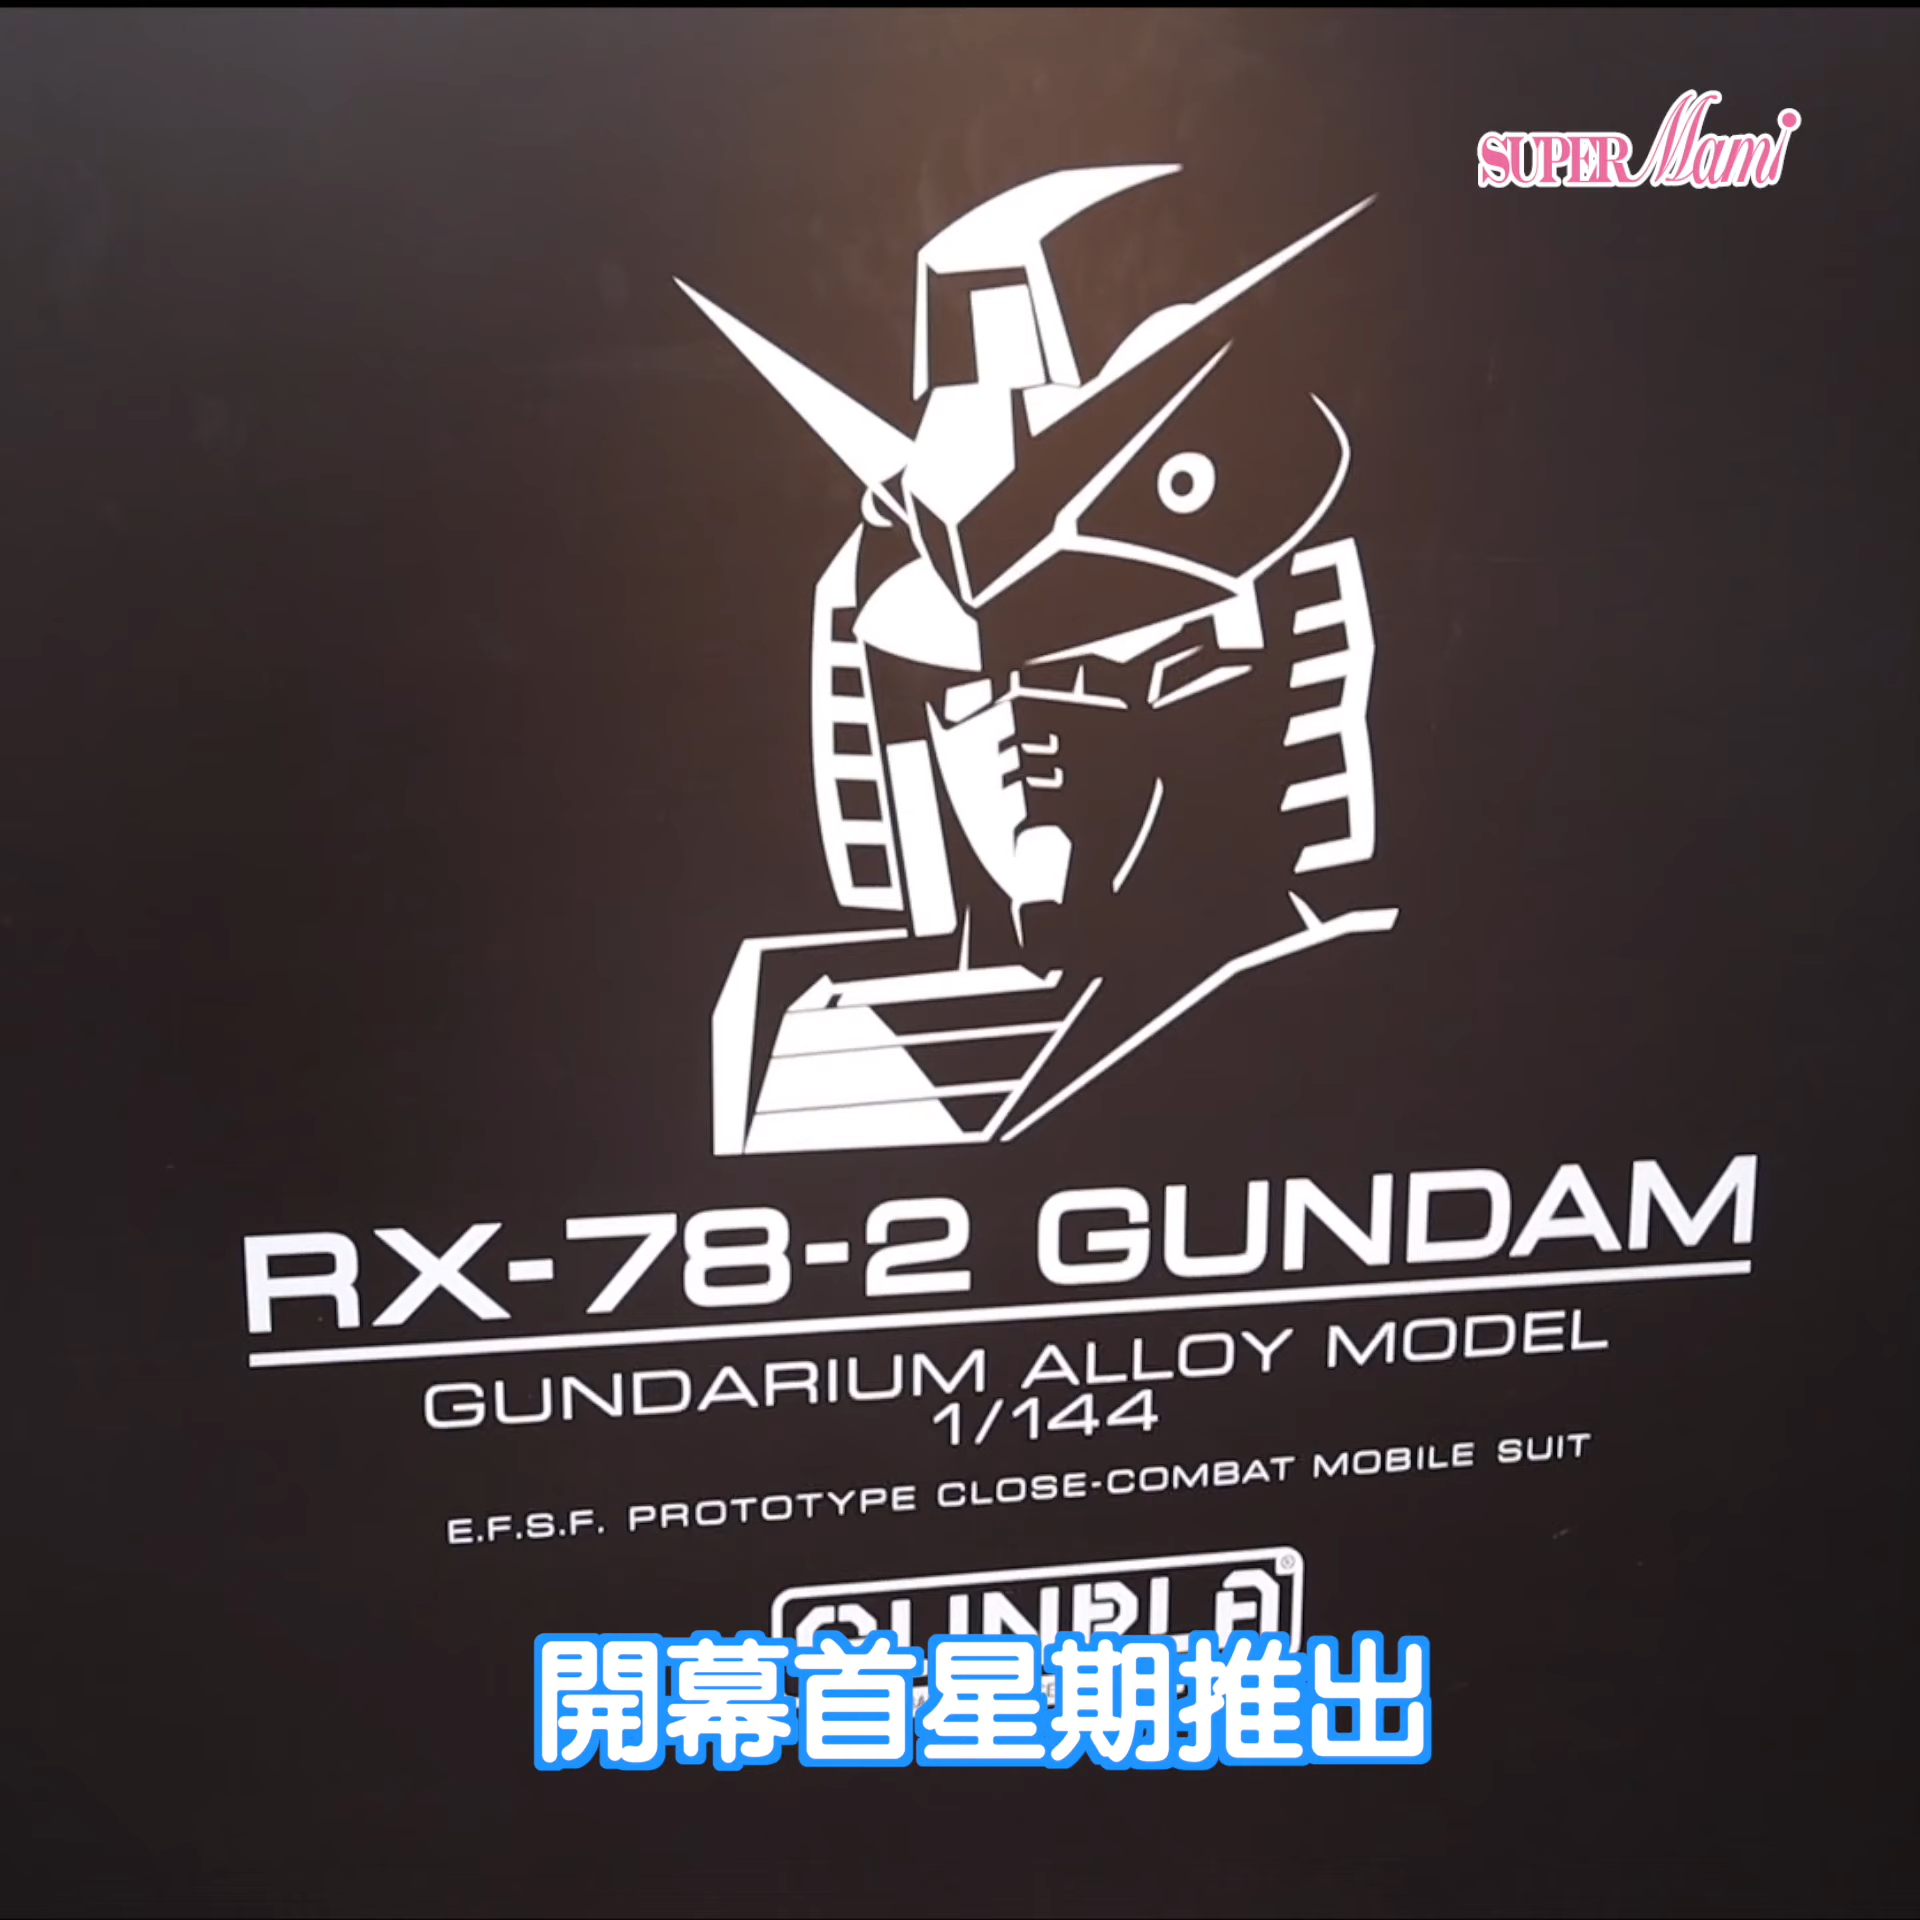 SUPER Mami
RX-78-2 GUNDAM
GUNDARIUM ALLOY MODEL
1/144
E.F.S.F. PROTOTYPE CLOSE-COMBAT MOBILE SUIT
GUNPLA
開幕首星期推出